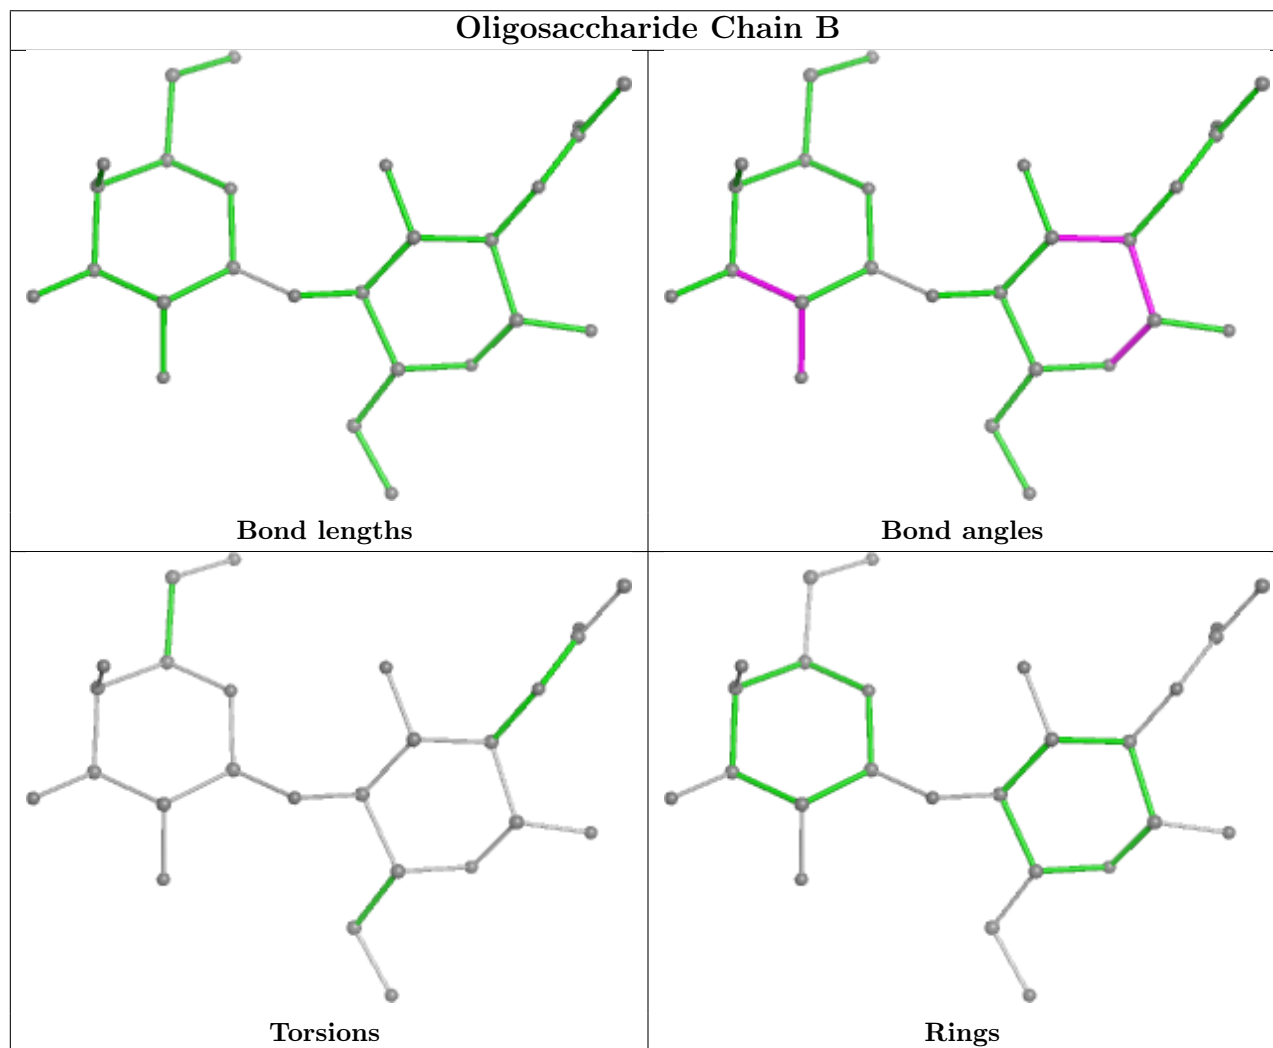 Oligosaccharide Chain B
Bond lengths
Bond angles
Torsions
Rings